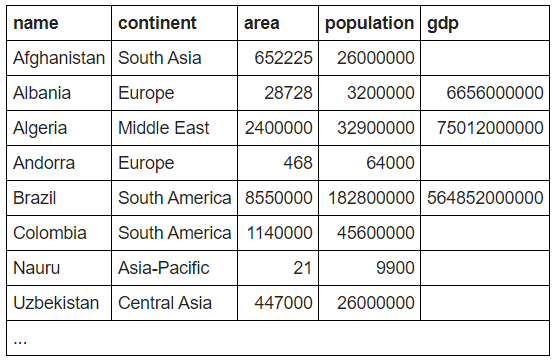 name continent area population gdp
Afghanistan South Asia 652225 26000000
Albania Europe 28728 3200000 6656000000
Algeria Middle East 2400000 32900000 75012000000
Andorra Europe 468 64000
Brazil South America 8550000 182800000 564852000000
Colombia South America 1140000 45600000
Nauru Asia-Pacific 21 9900
Uzbekistan Central Asia 447000 26000000
...